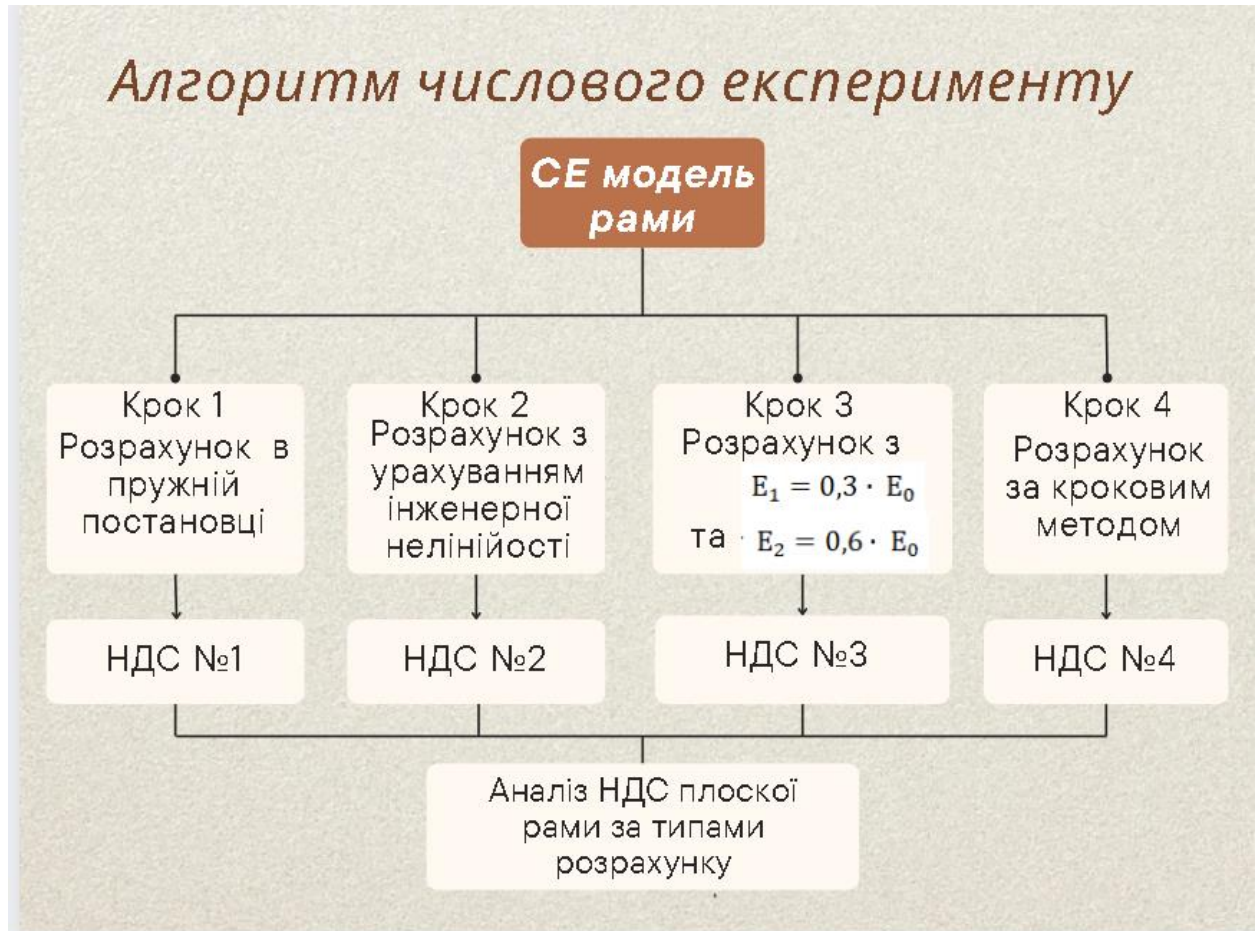 Алгоритм числового експерименту
СЕ модель
рами
Крок 1
Розрахунок в
пружній
постановці
Крок 2
Розрахунок з
урахуванням
інженерної
нелінійості
Крок 3
Розрахунок з
E₁ = 0,3 · E₀
та E₂ = 0,6 · E₀
Крок 4
Розрахунок
за кроковим
методом
НДС №1
НДС №2
НДС №3
НДС №4
Аналіз НДС плоскої
рами за типами
розрахунку